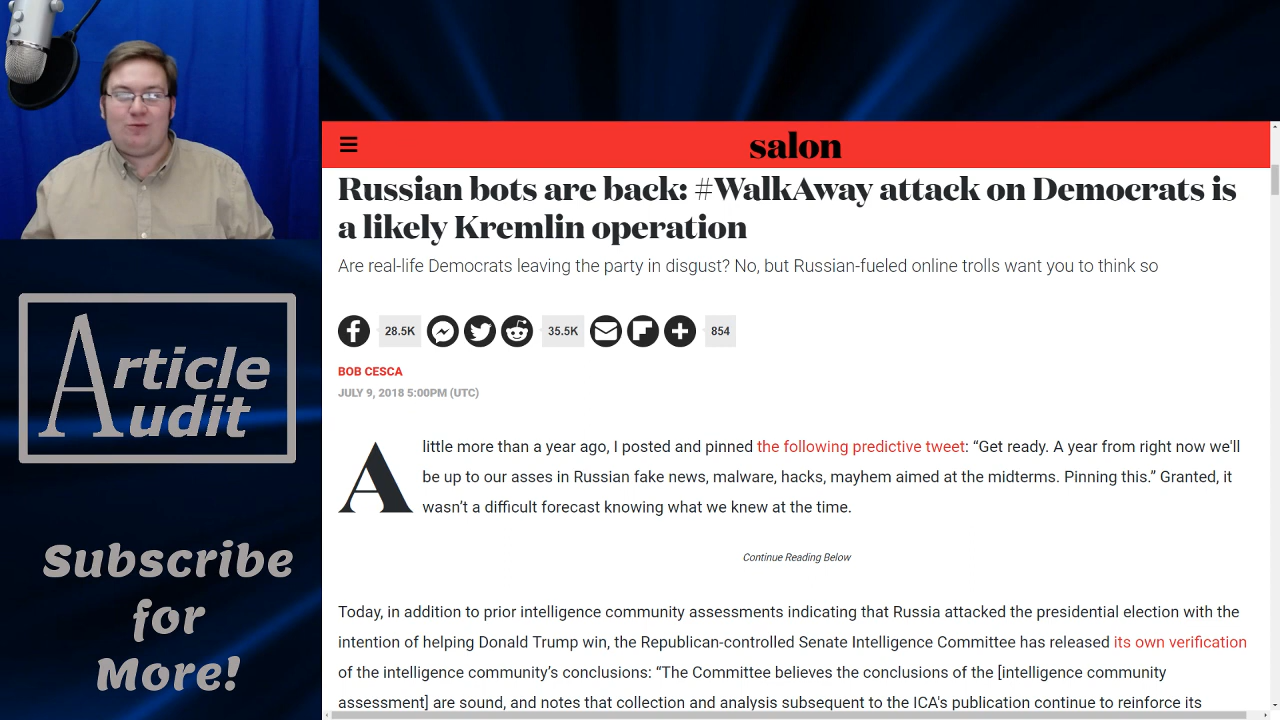 salon
Russian bots are back: #WalkAway attack on Democrats is
a likely Kremlin operation
Are real-life Democrats leaving the party in disgust? No, but Russian-fueled online trolls want you to think so
28.5K
35.5K
854
BOB CESCA
JULY 9, 2018 5:00PM (UTC)
A little more than a year ago, I posted and pinned the following predictive tweet: “Get ready. A year from right now we'll
be up to our asses in Russian fake news, malware, hacks, mayhem aimed at the midterms. Pinning this.” Granted, it
wasn’t a difficult forecast knowing what we knew at the time.
Continue Reading Below
Today, in addition to prior intelligence community assessments indicating that Russia attacked the presidential election with the
intention of helping Donald Trump win, the Republican-controlled Senate Intelligence Committee has released its own verification
of the intelligence community’s conclusions: “The Committee believes the conclusions of the [intelligence community
assessment] are sound, and notes that collection and analysis subsequent to the ICA's publication continue to reinforce its
Article
Audit
Subscribe
for
More!